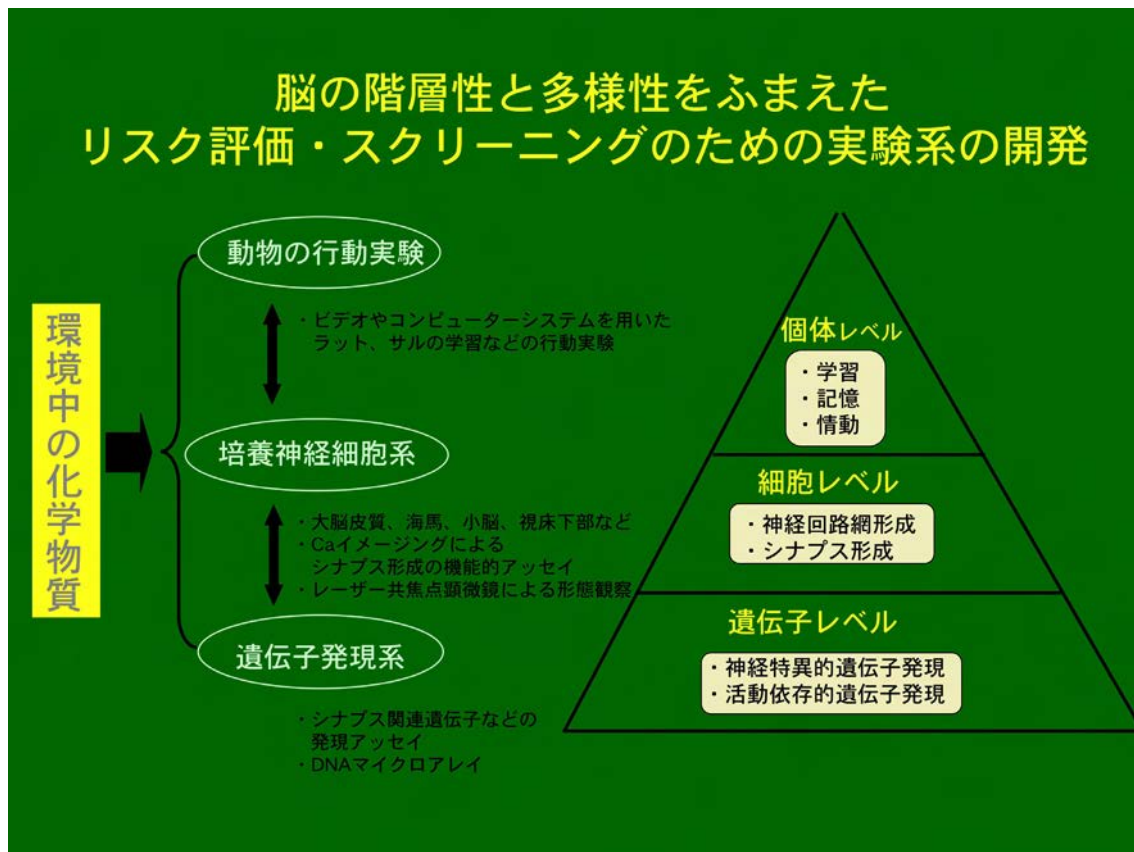 脳の階層性と多様性をふまえた
リスク評価・スクリーニングのための実験系の開発
環境中の化学物質
動物の行動実験
・ビデオやコンピューターシステムを用いた
ラット、サルの学習などの行動実験
培養神経細胞系
・大脳皮質、海馬、小脳、視床下部など
・Caイメージングによる
シナプス形成の機能的アッセイ
・レーザー共焦点顕微鏡による形態観察
遺伝子発現系
・シナプス関連遺伝子などの
発現アッセイ
・DNAマイクロアレイ
個体レベル
・学習
・記憶
・情動
細胞レベル
・神経回路網形成
・シナプス形成
遺伝子レベル
・神経特異的遺伝子発現
・活動依存的遺伝子発現